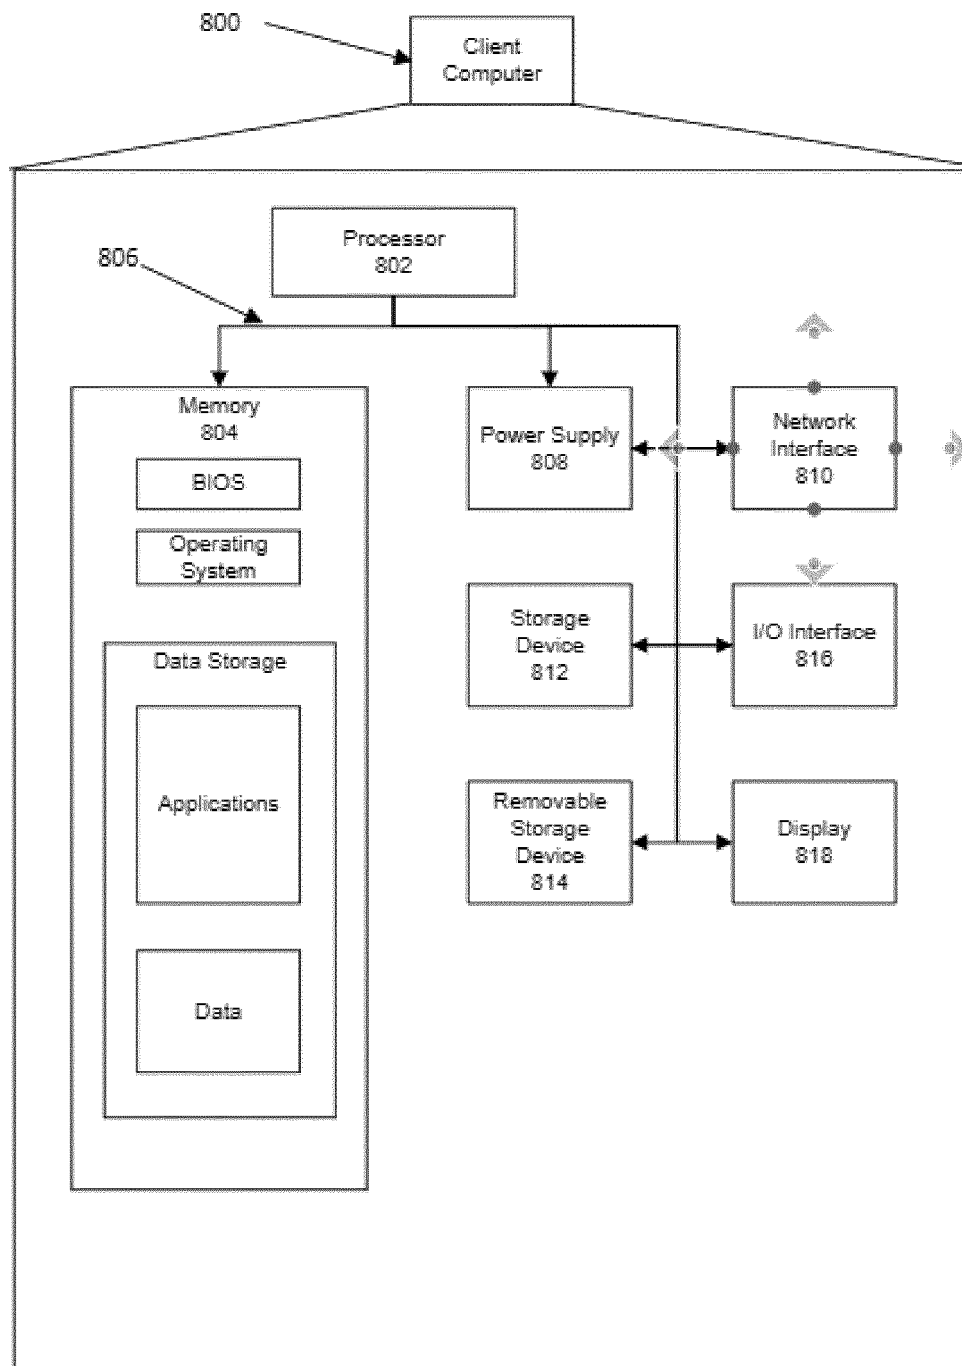 800
Client
Computer
Processor
802
806
Memory
804
BIOS
Operating
System
Data Storage
Applications
Data
Power Supply
808
Network
Interface
810
Storage
Device
812
I/O Interface
816
Removable
Storage
Device
814
Display
818